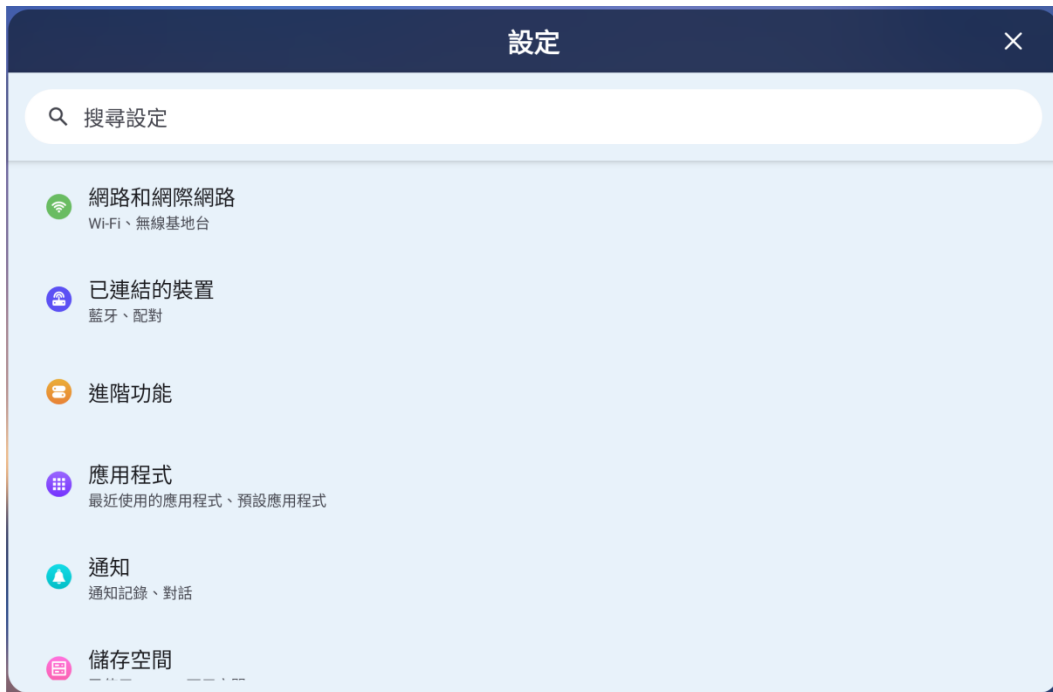 設定
搜尋設定
網路和網際網路
Wi-Fi、無線基地台
已連結的裝置
藍牙、配對
進階功能
應用程式
最近使用的應用程式、預設應用程式
通知
通知記錄、對話
儲存空間